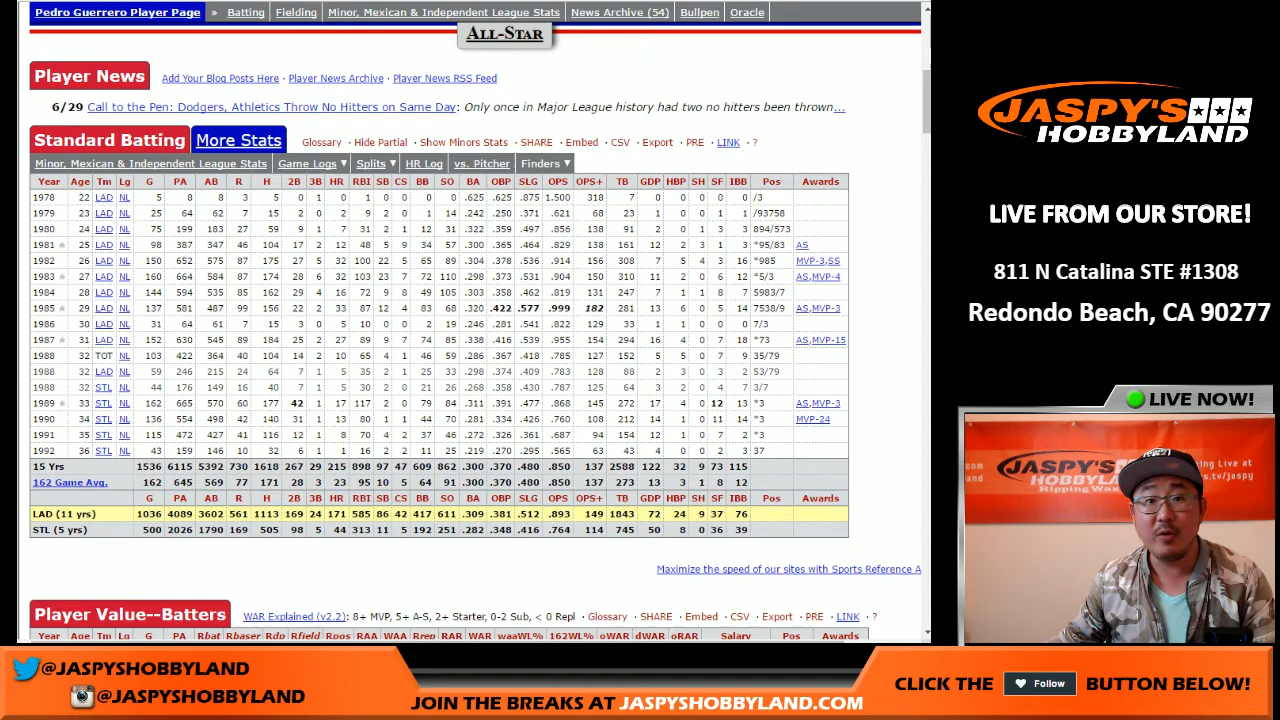 Pedro Guerrero Player Page » Batting Fielding Minor, Mexican & Independent League Stats News Archive (54) Bullpen Oracle
ALL-STAR
Player News Add Your Blog Posts Here · Player News Archive · Player News RSS Feed
6/29 Call to the Pen: Dodgers, Athletics Throw No Hitters on Same Day: Only once in Major League history had two no hitters been thrown...
Standard Batting More Stats Glossary · Hide Partial · Show Minors Stats · SHARE · Embed · CSV · Export · PRE · LINK · ?
Minor, Mexican & Independent League Stats Game Logs ▼ Splits ▼ HR Log vs. Pitcher Finders ▼
Year Age Tm Lg G PA AB R H 2B 3B HR RBI SB CS BB SO BA OBP SLG OPS OPS+ TB GDP HBP SH SF IBB Pos Awards
1978 22 LAD NL 5 8 8 3 5 0 1 0 1 0 0 0 0 .625 .625 .875 1.500 318 7 0 0 0 0 0 /3
1979 23 LAD NL 25 64 62 7 15 2 0 2 9 2 0 1 14 .242 .250 .371 .621 68 23 1 0 0 1 1 /93758
1980 24 LAD NL 75 199 183 27 59 9 1 7 31 2 1 12 31 .322 .359 .497 .856 138 91 2 0 1 3 3 894/573
1981 ★ 25 LAD NL 98 387 347 46 104 17 2 12 48 5 9 34 57 .300 .365 .464 .829 138 161 12 2 3 1 3 *95/83 AS
1982 26 LAD NL 150 652 575 87 175 27 5 32 100 22 5 65 89 .304 .378 .536 .914 156 308 7 5 4 3 16 *985 MVP-3,SS
1983 ★ 27 LAD NL 160 664 584 87 174 28 6 32 103 23 7 72 110 .298 .373 .531 .904 150 310 11 2 0 6 12 *5/3 AS,MVP-4
1984 28 LAD NL 144 594 535 85 162 29 4 16 72 9 8 49 105 .303 .358 .462 .819 131 247 7 1 1 8 7 5983/7
1985 ★ 29 LAD NL 137 581 487 99 156 22 2 33 87 12 4 83 68 .320 .422 .577 .999 182 281 13 6 0 5 14 7538/9 AS,MVP-3
1986 30 LAD NL 31 64 61 7 15 3 0 5 10 0 0 2 19 .246 .281 .541 .822 129 33 1 1 0 0 0 7/3
1987 ★ 31 LAD NL 152 630 545 89 184 25 2 27 89 9 7 74 85 .338 .416 .539 .955 154 294 16 4 0 7 18 *73 AS,MVP-15
1988 32 TOT NL 103 422 364 40 104 14 2 10 65 4 1 46 59 .286 .367 .418 .785 127 152 5 5 0 7 9 35/79
1988 32 LAD NL 59 246 215 24 64 7 1 5 35 2 1 25 33 .298 .374 .409 .783 125 88 2 3 0 3 2 53/79
1988 32 STL NL 44 176 149 16 40 7 1 5 30 2 0 21 26 .268 .358 .430 .787 125 64 3 2 0 4 7 3/7
1989 ★ 33 STL NL 162 665 570 60 177 42 1 17 117 2 0 79 84 .311 .391 .477 .868 145 272 17 4 0 12 13 *3 AS,MVP-3
1990 34 STL NL 136 554 498 42 140 31 1 13 80 1 1 44 70 .281 .334 .426 .760 108 212 14 1 0 11 14 *3 MVP-24
1991 35 STL NL 115 472 427 41 116 12 1 8 70 4 2 37 46 .272 .326 .361 .687 94 154 12 1 0 7 2 *3
1992 36 STL NL 43 159 146 10 32 6 1 1 16 2 2 11 25 .219 .270 .295 .565 63 43 4 0 0 2 3 37
15 Yrs 1536 6115 5392 730 1618 267 29 215 898 97 47 609 862 .300 .370 .480 .850 137 2588 122 32 9 73 115
162 Game Avg. 162 645 569 77 171 28 3 23 95 10 5 64 91 .300 .370 .480 .850 137 273 13 3 1 8 12
G PA AB R H 2B 3B HR RBI SB CS BB SO BA OBP SLG OPS OPS+ TB GDP HBP SH SF IBB Pos Awards
LAD (11 yrs) 1036 4089 3602 561 1113 169 24 171 585 86 42 417 611 .309 .381 .512 .893 149 1843 72 24 9 37 76
STL (5 yrs) 500 2026 1790 169 505 98 5 44 313 11 5 192 251 .282 .348 .416 .764 114 745 50 8 0 36 39
Maximize the speed of our sites with Sports Reference A
Player Value--Batters WAR Explained (v2.2): 8+ MVP, 5+ A-S, 2+ Starter, 0-2 Sub, < 0 Repl · Glossary · SHARE · Embed · CSV · Export · PRE · LINK · ?
Year Age Tm Lg G PA Rbat Rbaser Rdp Rfield Rpos RAA WAA Rrep RAR WAR waaWL% 162WL% oWAR dWAR oRAR Salary Pos Awards
JASPY'S
HOBBYLAND
LIVE FROM OUR STORE!
811 N Catalina STE #1308
Redondo Beach, CA 90277
LIVE NOW!
JASPY'S
HOBBYLAND
Ripping Wax
@JASPYSHOBBYLAND
@JASPYSHOBBYLAND
JOIN THE BREAKS AT JASPYSHOBBYLAND.COM
CLICK THE Follow BUTTON BELOW!